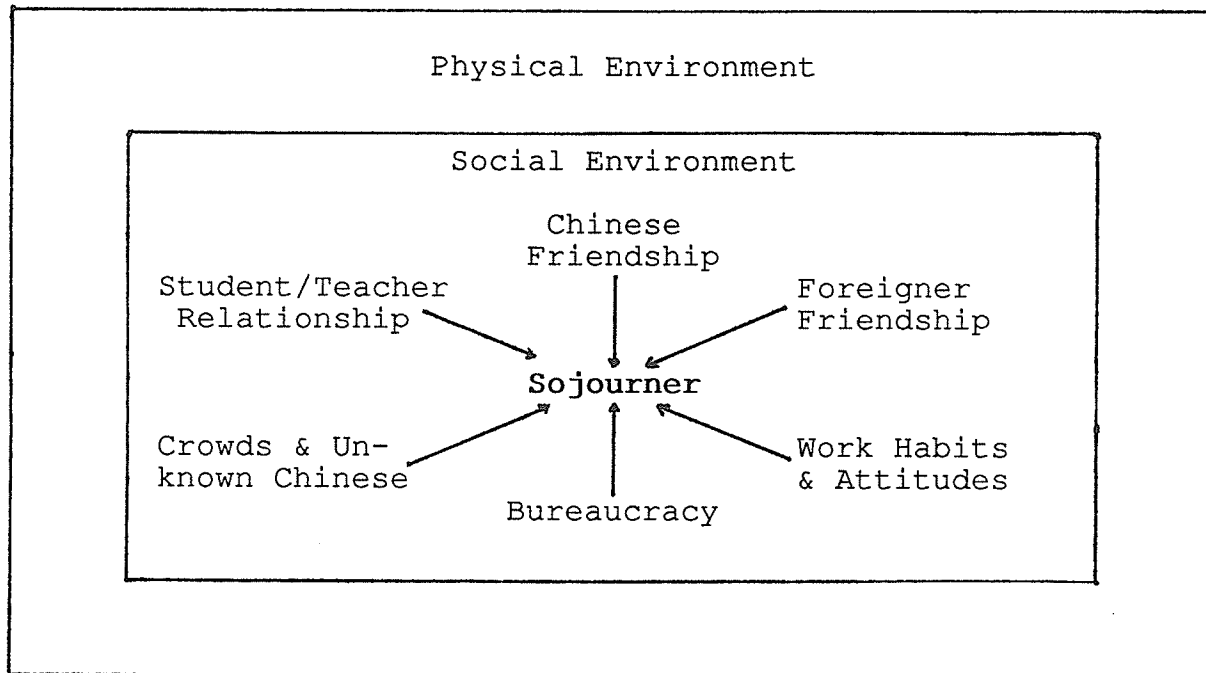 Physical Environment
Social Environment
Chinese
Friendship
Student/Teacher
Relationship
Foreigner
Friendship
Sojourner
Crowds & Un-
known Chinese
Work Habits
& Attitudes
Bureaucracy